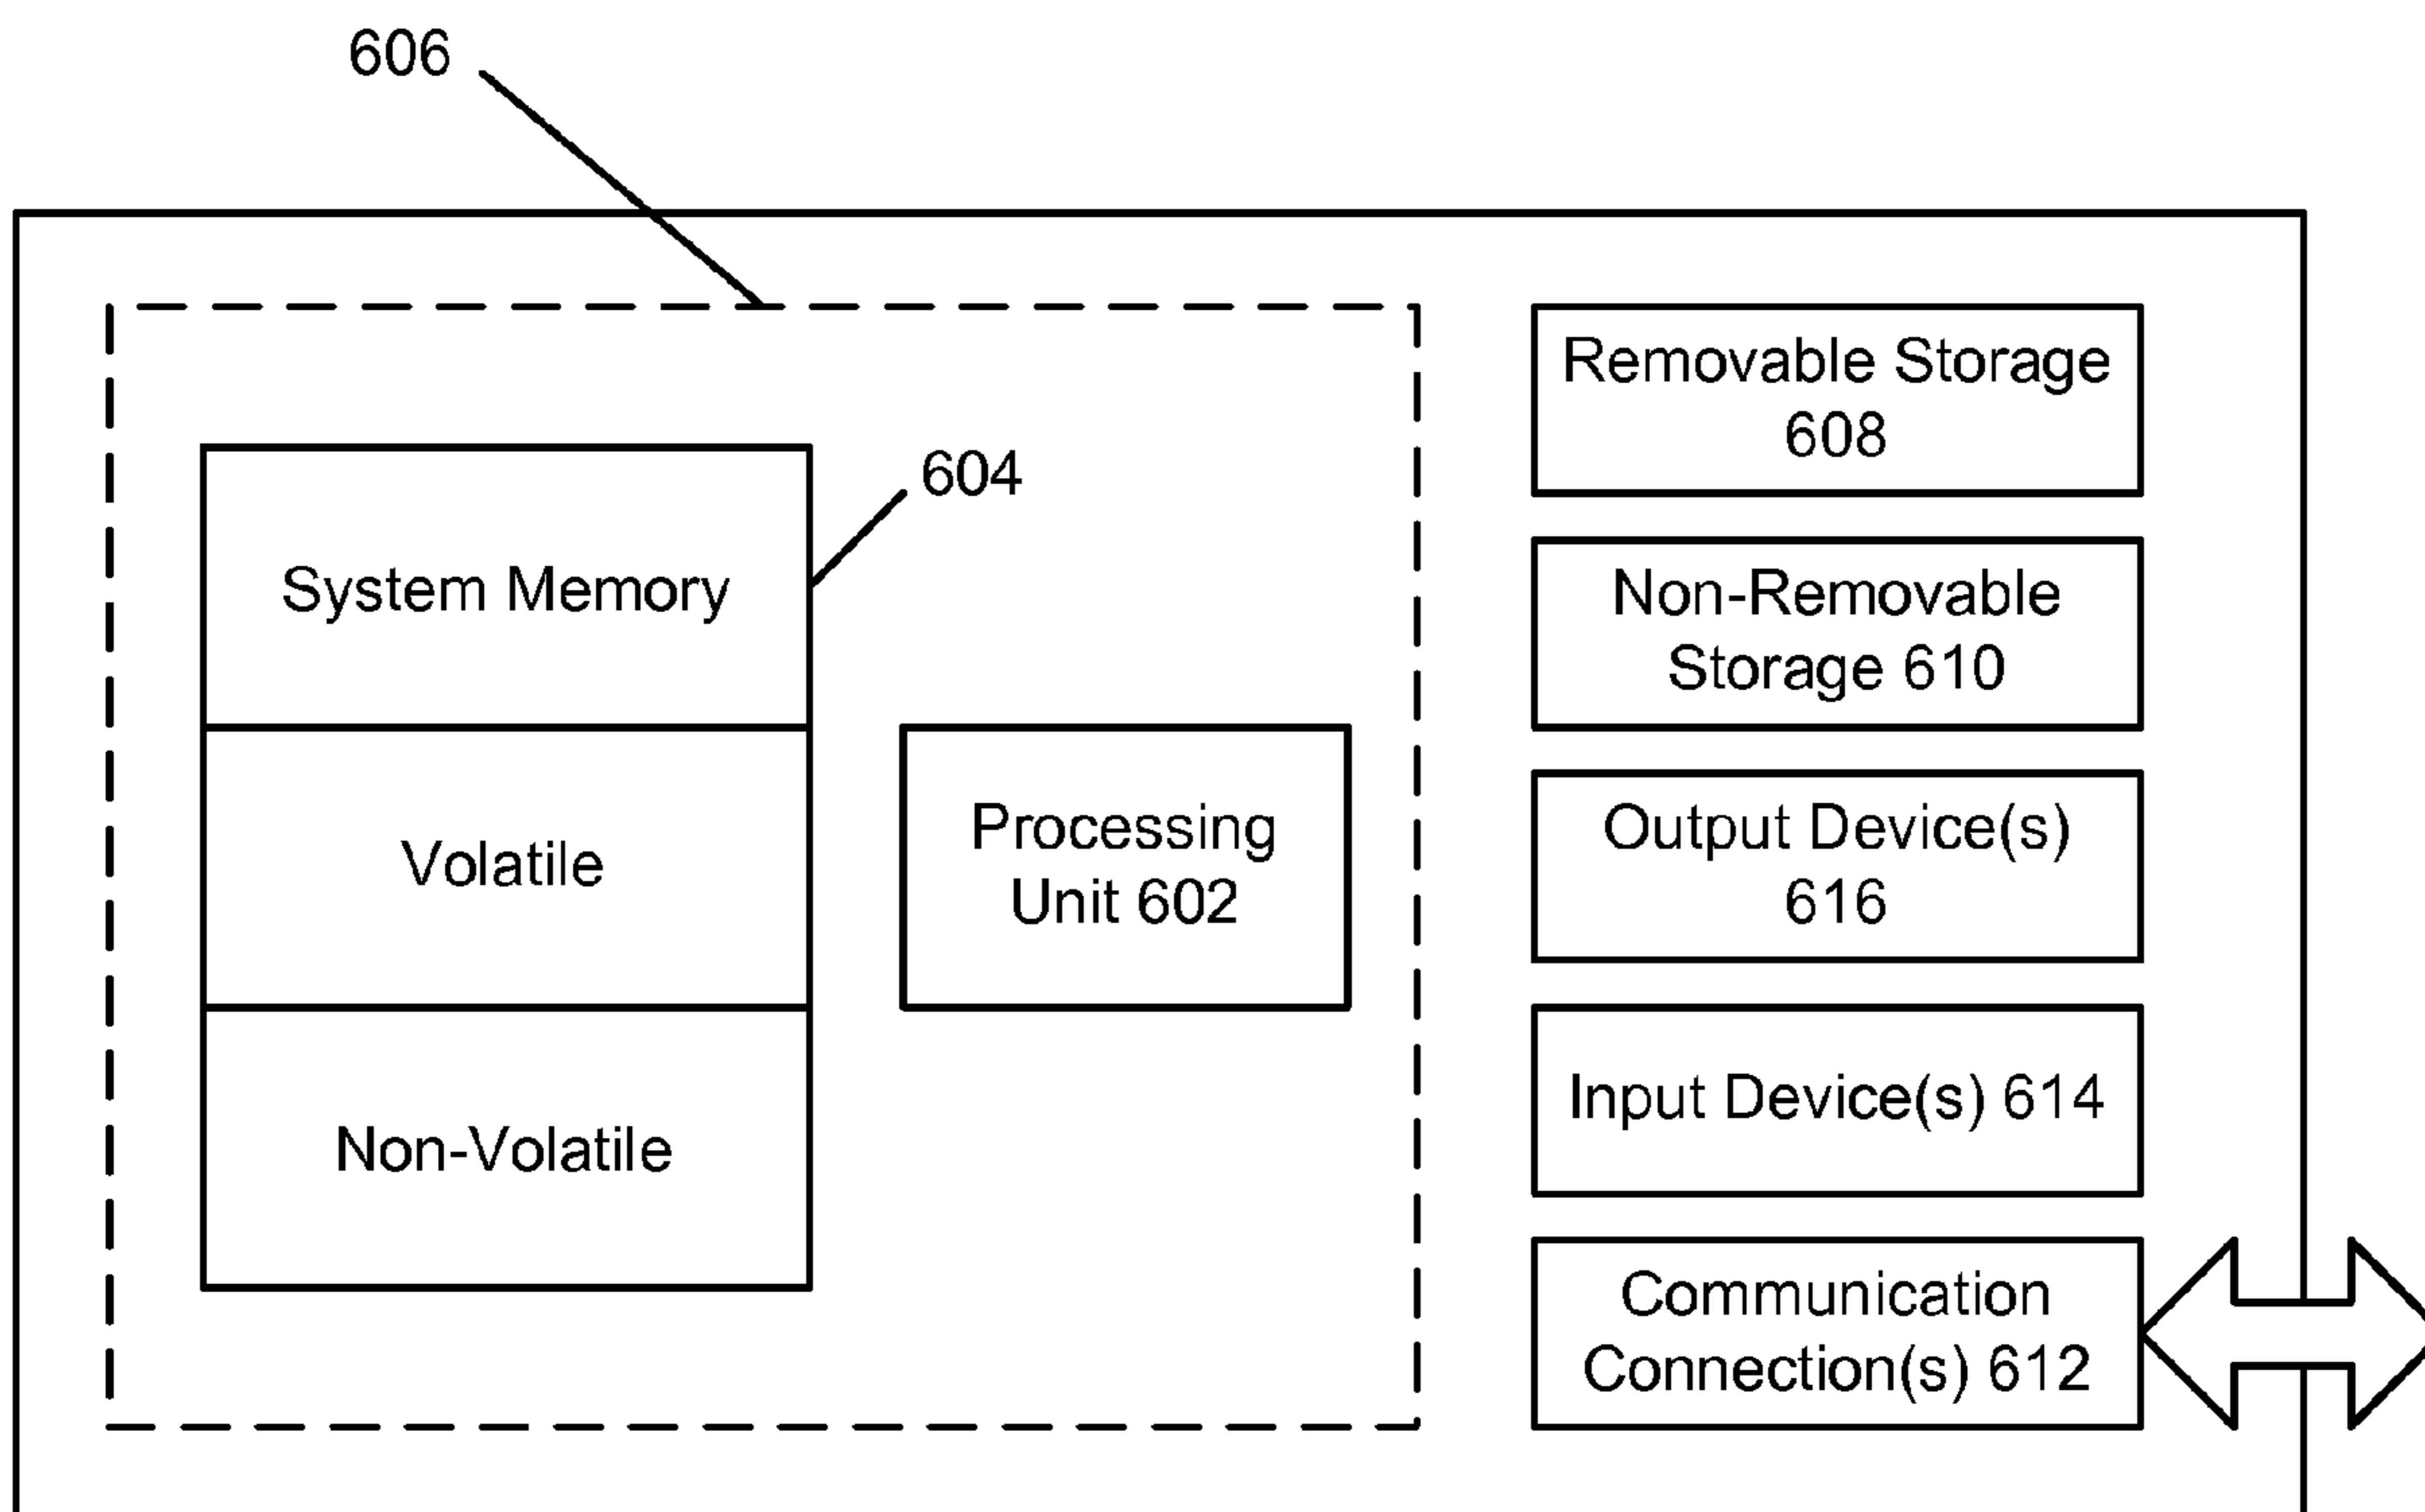 606
604
System Memory
Volatile
Non-Volatile
Processing
Unit 602
Removable Storage
608
Non-Removable
Storage 610
Output Device(s)
616
Input Device(s) 614
Communication
Connection(s) 612